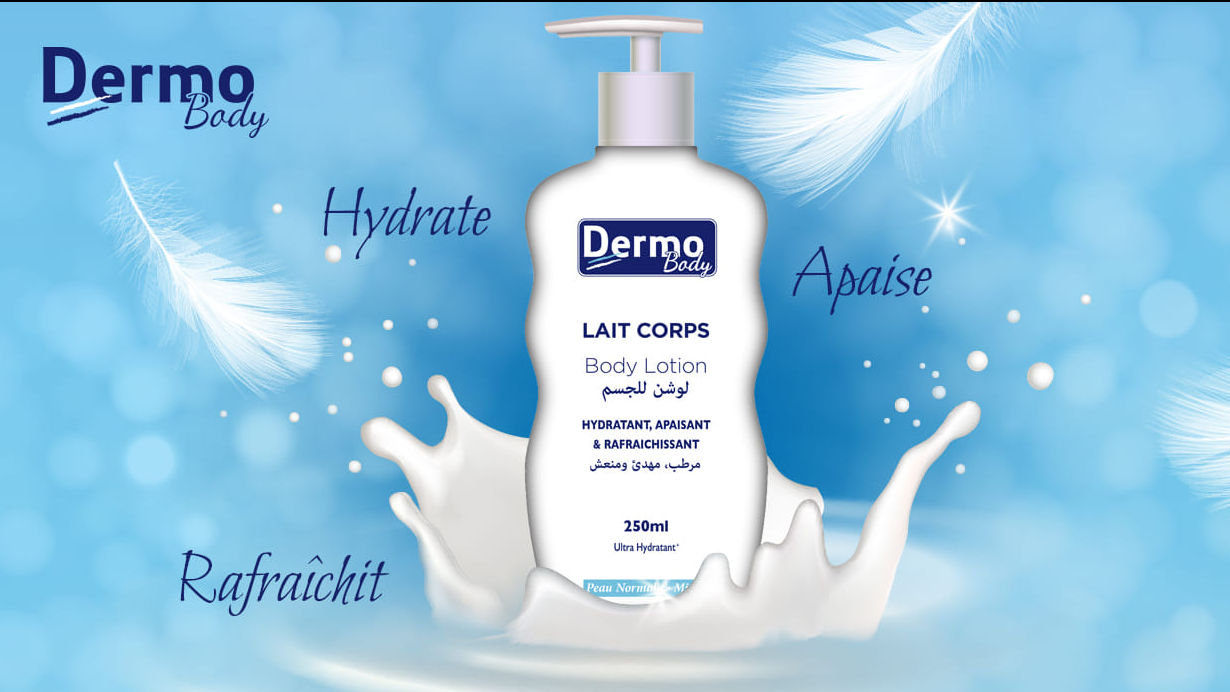 Dermo
Body
Hydrate
Apaise
Dermo
Body
LAIT CORPS
Body Lotion
لوشن للجسم
HYDRATANT, APAISANT
& RAFRAICHISSANT
مرطب، مهدئ ومنعش
250ml
Ultra Hydratant*
Peau
Rafraîchit